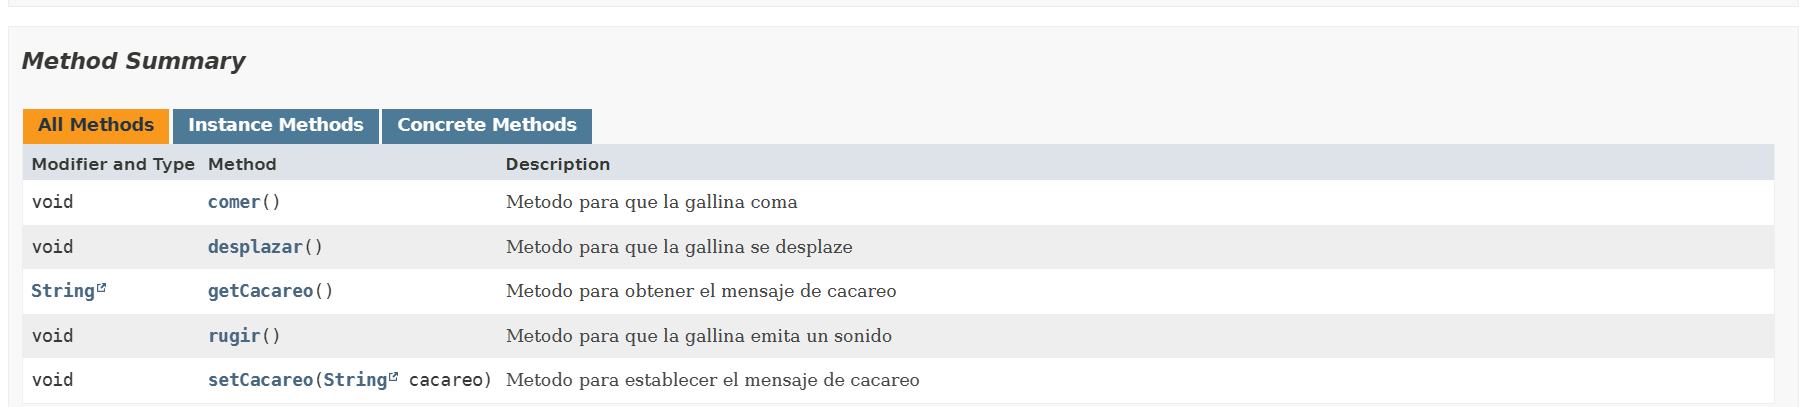 Method Summary
All Methods Instance Methods Concrete Methods
Modifier and Type Method Description
void comer() Metodo para que la gallina coma
void desplazar() Metodo para que la gallina se desplaze
String getCacareo() Metodo para obtener el mensaje de cacareo
void rugir() Metodo para que la gallina emita un sonido
void setCacareo(String cacareo) Metodo para establecer el mensaje de cacareo